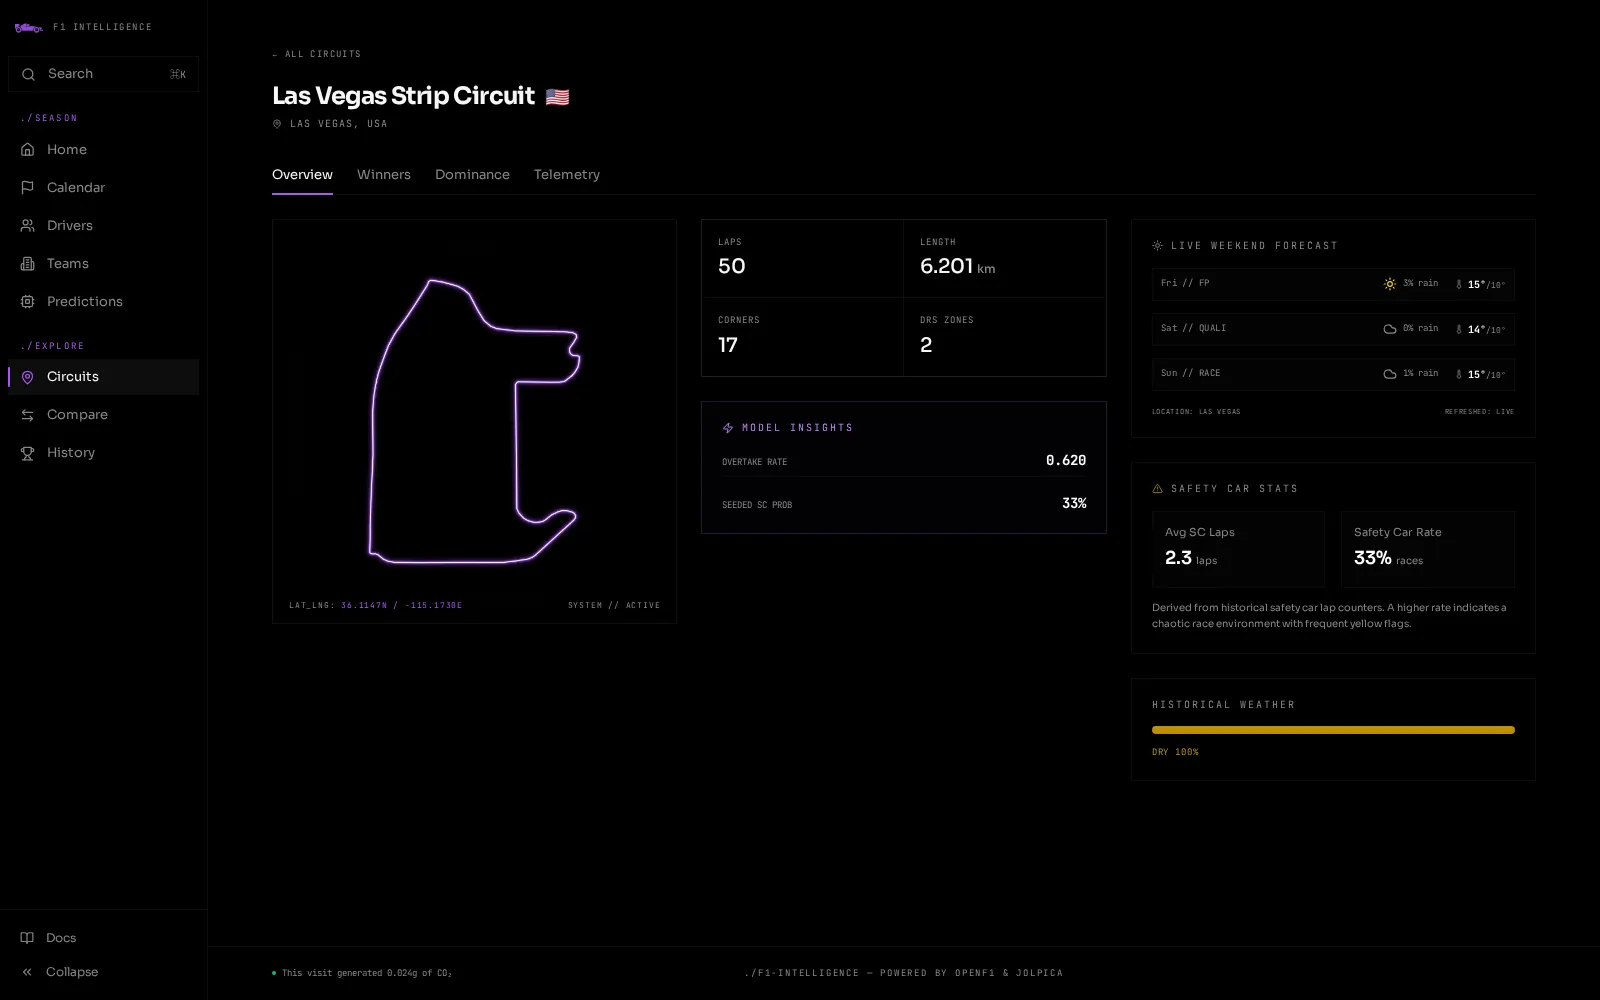 F1 INTELLIGENCE
Search ⌘K
./SEASON
Home
Calendar
Drivers
Teams
Predictions
./EXPLORE
Circuits
Compare
History
Docs
Collapse
← ALL CIRCUITS
Las Vegas Strip Circuit 🇺🇸
LAS VEGAS, USA
Overview Winners Dominance Telemetry
LAT_LNG: 36.1147N / -115.1730E SYSTEM // ACTIVE
LAPS
50
LENGTH
6.201 km
CORNERS
17
DRS ZONES
2
MODEL INSIGHTS
OVERTAKE RATE 0.620
SEEDED SC PROB 33%
LIVE WEEKEND FORECAST
Fri // FP 3% rain 15°/10°
Sat // QUALI 0% rain 14°/10°
Sun // RACE 1% rain 15°/10°
LOCATION: LAS VEGAS REFRESHED: LIVE
SAFETY CAR STATS
Avg SC Laps
2.3 laps
Safety Car Rate
33% races
Derived from historical safety car lap counters. A higher rate indicates a
chaotic race environment with frequent yellow flags.
HISTORICAL WEATHER
DRY 100%
This visit generated 0.024g of CO₂
./F1-INTELLIGENCE — POWERED BY OPENF1 & JOLPICA